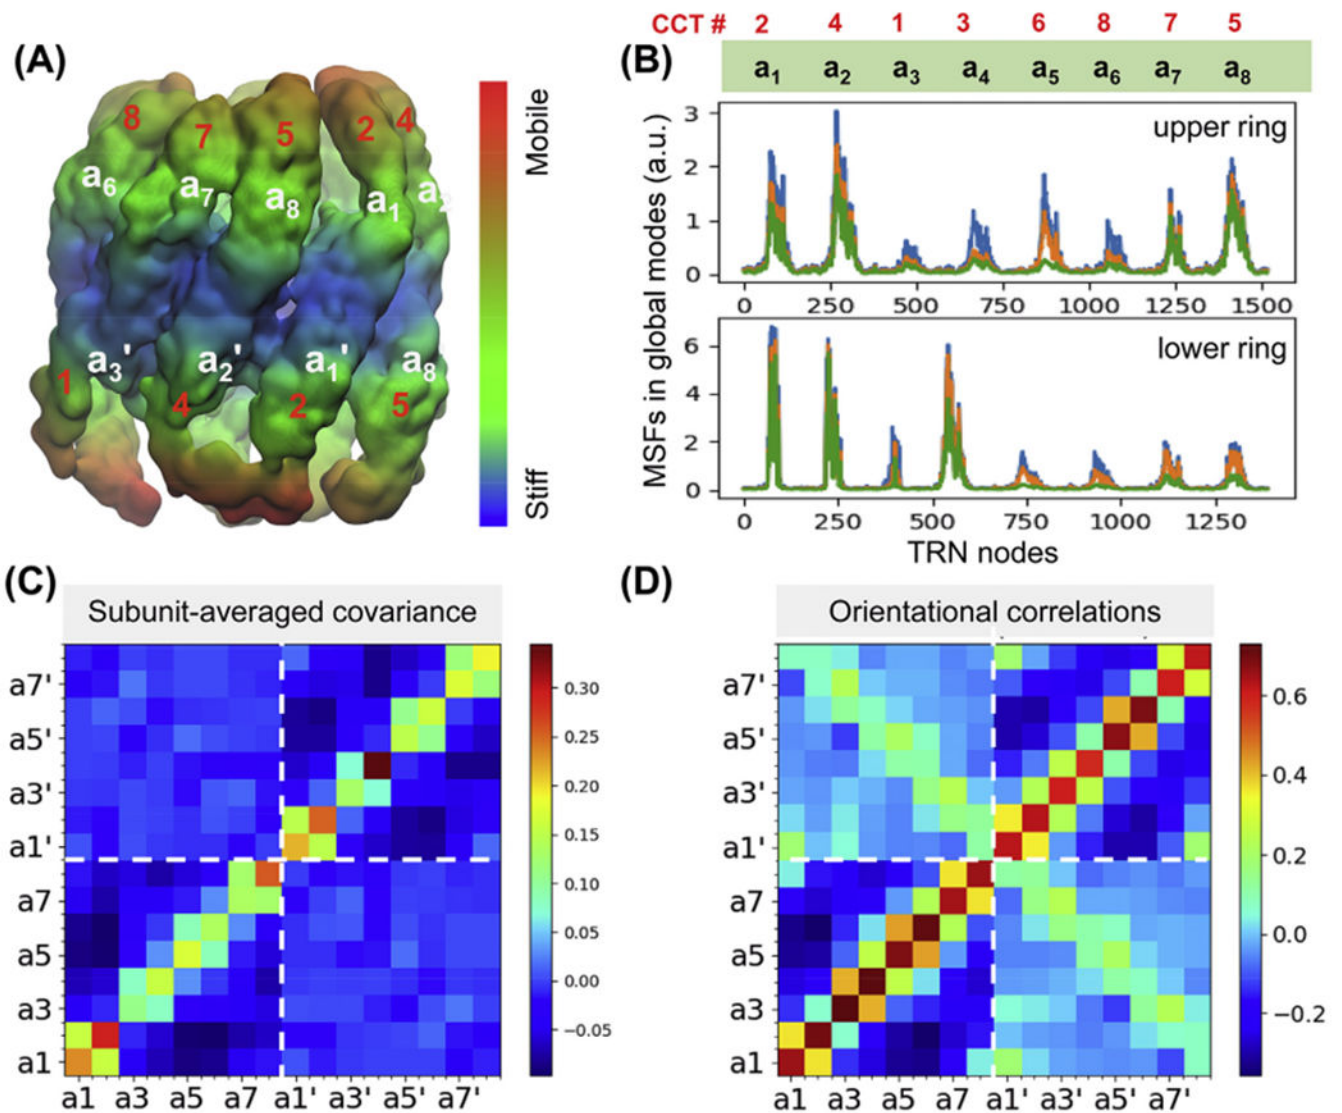 (A)
8
7
5
2
4
a6
a7
a8
a1
a2
a3'
a2'
a1'
a8
1
4
2
5
Mobile
Stiff
(B)
CCT # 2 4 1 3 6 8 7 5
a1 a2 a3 a4 a5 a6 a7 a8
MSFs in global modes (a.u.)
upper ring
3
2
1
0
0 250 500 750 1000 1250 1500
lower ring
6
4
2
0
0 250 500 750 1000 1250
TRN nodes
(C)
Subunit-averaged covariance
a7'
a5'
a3'
a1'
a7
a5
a3
a1
a1 a3 a5 a7 a1' a3' a5' a7'
0.30
0.25
0.20
0.15
0.10
0.05
0.00
−0.05
(D)
Orientational correlations
a7'
a5'
a3'
a1'
a7
a5
a3
a1
a1 a3 a5 a7 a1' a3' a5' a7'
0.6
0.4
0.2
0.0
−0.2